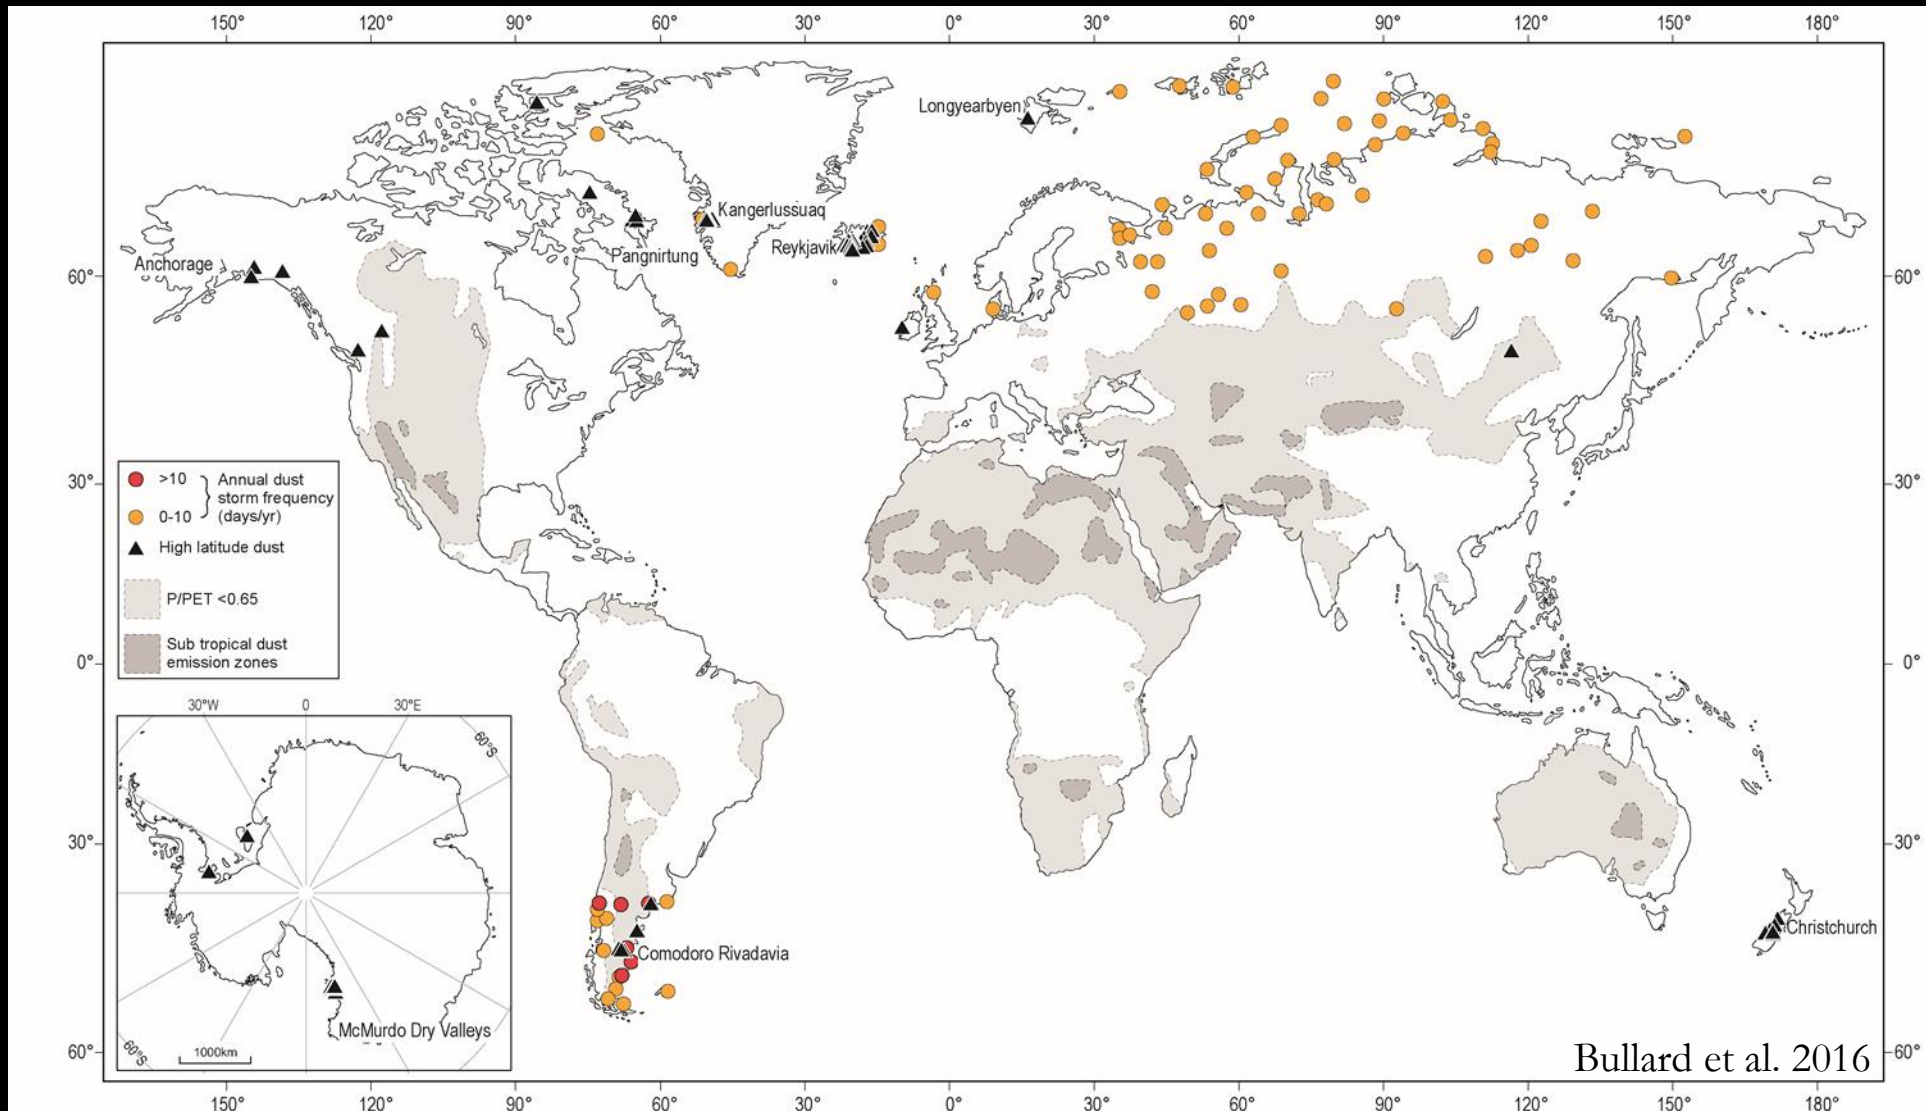 150° 120° 90° 60° 30° 0° 30° 60° 90° 120° 150° 180°
Longyearbyen
Kangerlussuaq
Reykjavik
Pangnirtung
Anchorage
60° 60°
30° 30°
>10
0-10
Annual dust
storm frequency
(days/yr)
High latitude dust
P/PET <0.65
Sub tropical dust
emission zones
0° 0°
30°W 0 30°E
60°S
30° 30°
Christchurch
Comodoro Rivadavia
McMurdo Dry Valleys
60°S
1000km
60° 60°
Bullard et al. 2016
150° 120° 90° 60° 30° 0° 30° 60° 90° 120° 150° 180°